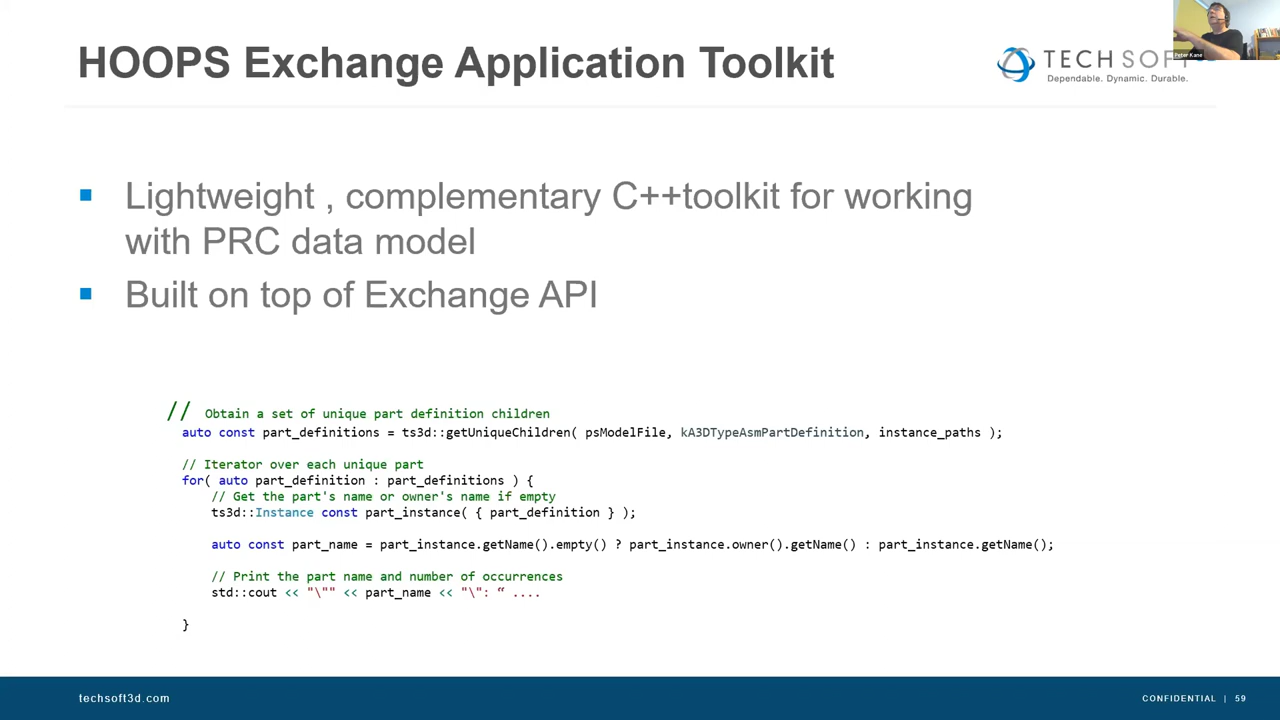 HOOPS Exchange Application Toolkit
TECH SOFT
Dependable. Dynamic. Durable.
Peter Kane
▪ Lightweight , complementary C++toolkit for working
with PRC data model
▪ Built on top of Exchange API
// Obtain a set of unique part definition children
auto const part_definitions = ts3d::getUniqueChildren( psModelFile, kA3DTypeAsmPartDefinition, instance_paths );
// Iterator over each unique part
for( auto part_definition : part_definitions ) {
// Get the part's name or owner's name if empty
ts3d::Instance const part_instance( { part_definition } );
auto const part_name = part_instance.getName().empty() ? part_instance.owner().getName() : part_instance.getName();
// Print the part name and number of occurrences
std::cout << "\"" << part_name << "\": “ ....
}
techsoft3d.com
CONFIDENTIAL | 59